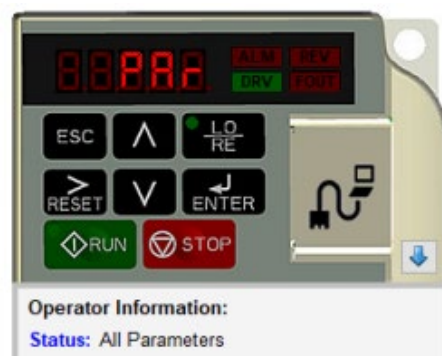 PAr
ALM REV
DRV FOUT
ESC
LO
RE
>
RESET
ENTER
RUN
STOP
Operator Information:
Status: All Parameters